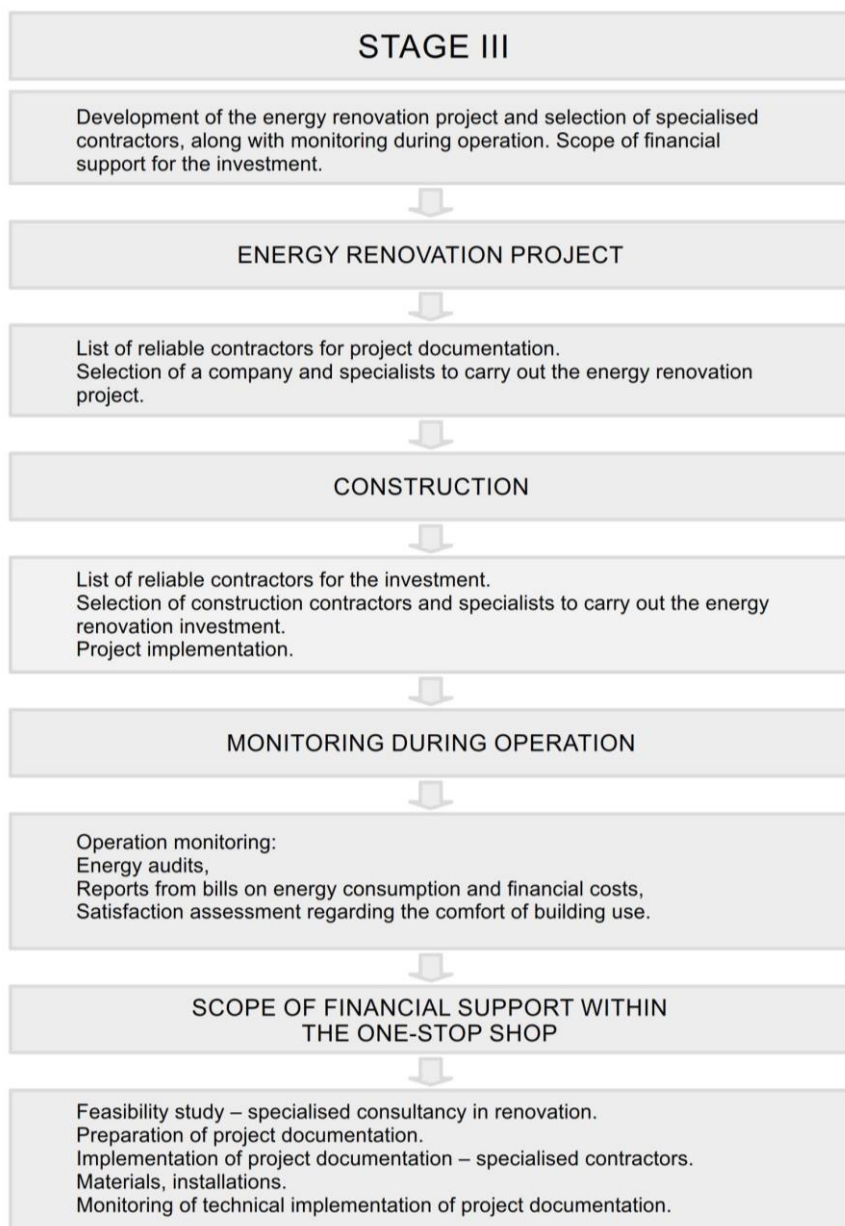 STAGE III
Development of the energy renovation project and selection of specialised
contractors, along with monitoring during operation. Scope of financial
support for the investment.
ENERGY RENOVATION PROJECT
List of reliable contractors for project documentation.
Selection of a company and specialists to carry out the energy renovation
project.
CONSTRUCTION
List of reliable contractors for the investment.
Selection of construction contractors and specialists to carry out the energy
renovation investment.
Project implementation.
MONITORING DURING OPERATION
Operation monitoring:
Energy audits,
Reports from bills on energy consumption and financial costs,
Satisfaction assessment regarding the comfort of building use.
SCOPE OF FINANCIAL SUPPORT WITHIN
THE ONE-STOP SHOP
Feasibility study – specialised consultancy in renovation.
Preparation of project documentation.
Implementation of project documentation – specialised contractors.
Materials, installations.
Monitoring of technical implementation of project documentation.